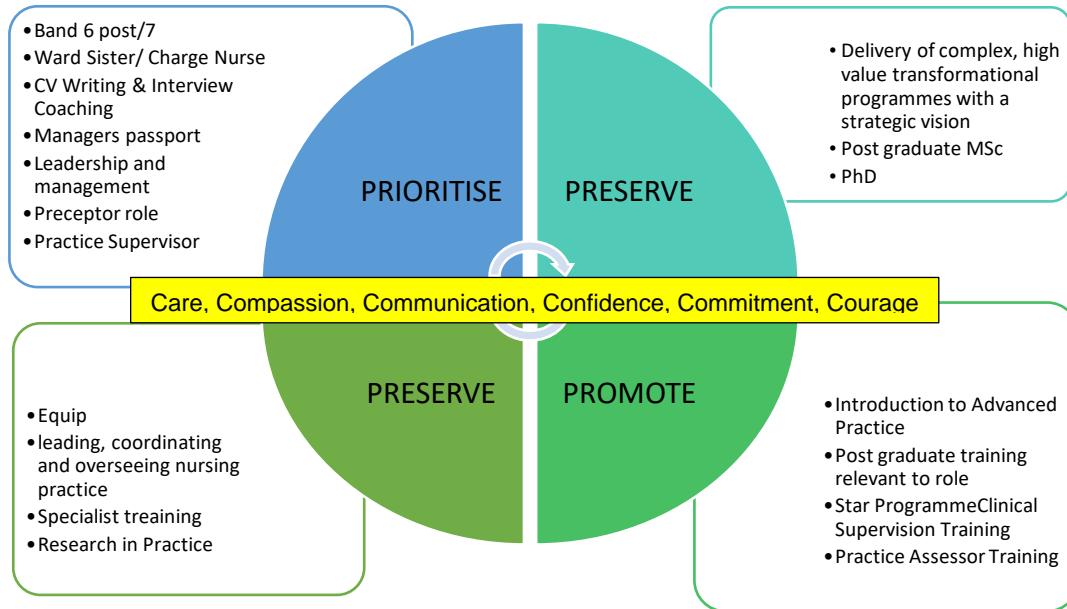 •Band 6 post/7
•Ward Sister/ Charge Nurse
•CV Writing & Interview
Coaching
•Managers passport
•Leadership and
management
•Preceptor role
•Practice Supervisor
PRIORITISE
PRESERVE
• Delivery of complex, high
value transformational
programmes with a
strategic vision
• Post graduate MSc
• PhD
Care, Compassion, Communication, Confidence, Commitment, Courage
•Equip
•leading, coordinating
and overseeing nursing
practice
•Specialist treaining
•Research in Practice
PRESERVE
PROMOTE
•Introduction to Advanced
Practice
•Post graduate training
relevant to role
•Star ProgrammeClinical
Supervision Training
•Practice Assessor Training